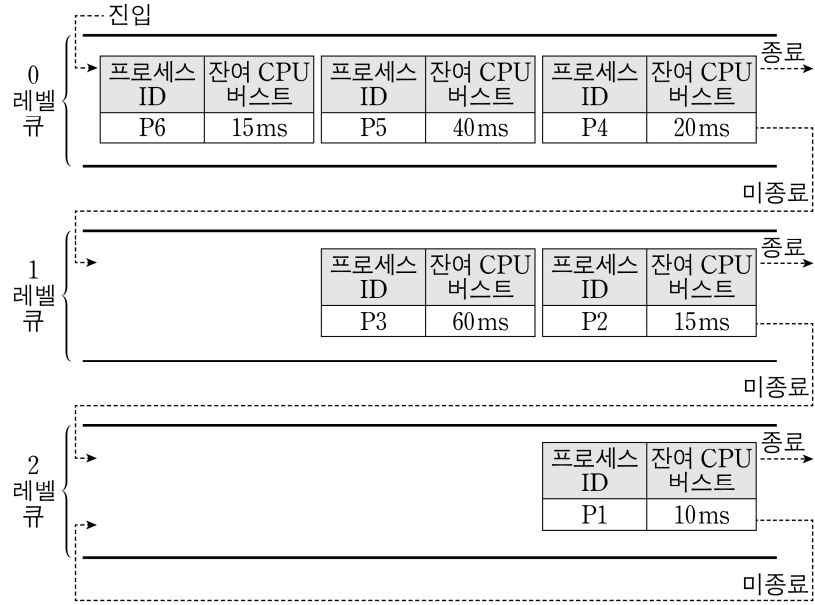 진입
0
레벨
큐
프로세스 ID 잔여 CPU 버스트 프로세스 ID 잔여 CPU 버스트 프로세스 ID 잔여 CPU 버스트
P6 15ms P5 40ms P4 20ms
종료
미종료
1
레벨
큐
프로세스 ID 잔여 CPU 버스트 프로세스 ID 잔여 CPU 버스트
P3 60ms P2 15ms
종료
미종료
2
레벨
큐
프로세스 ID 잔여 CPU 버스트
P1 10ms
종료
미종료